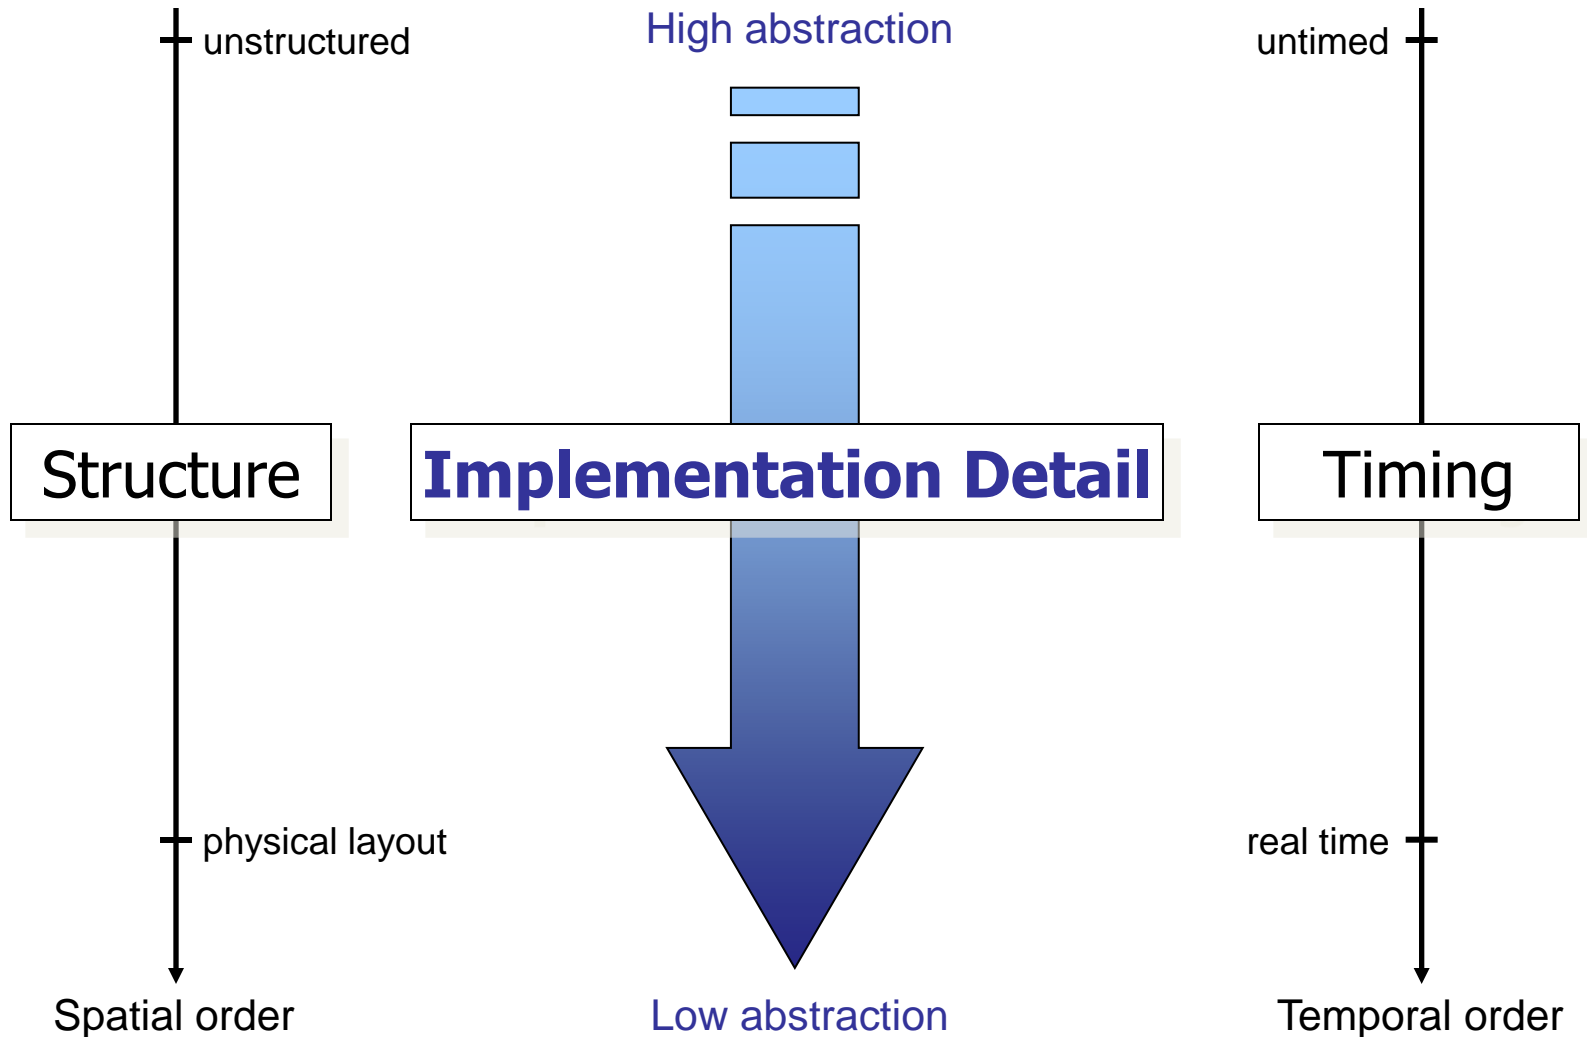 High abstraction
unstructured
untimed
Structure
Implementation Detail
Timing
physical layout
real time
Spatial order
Low abstraction
Temporal order